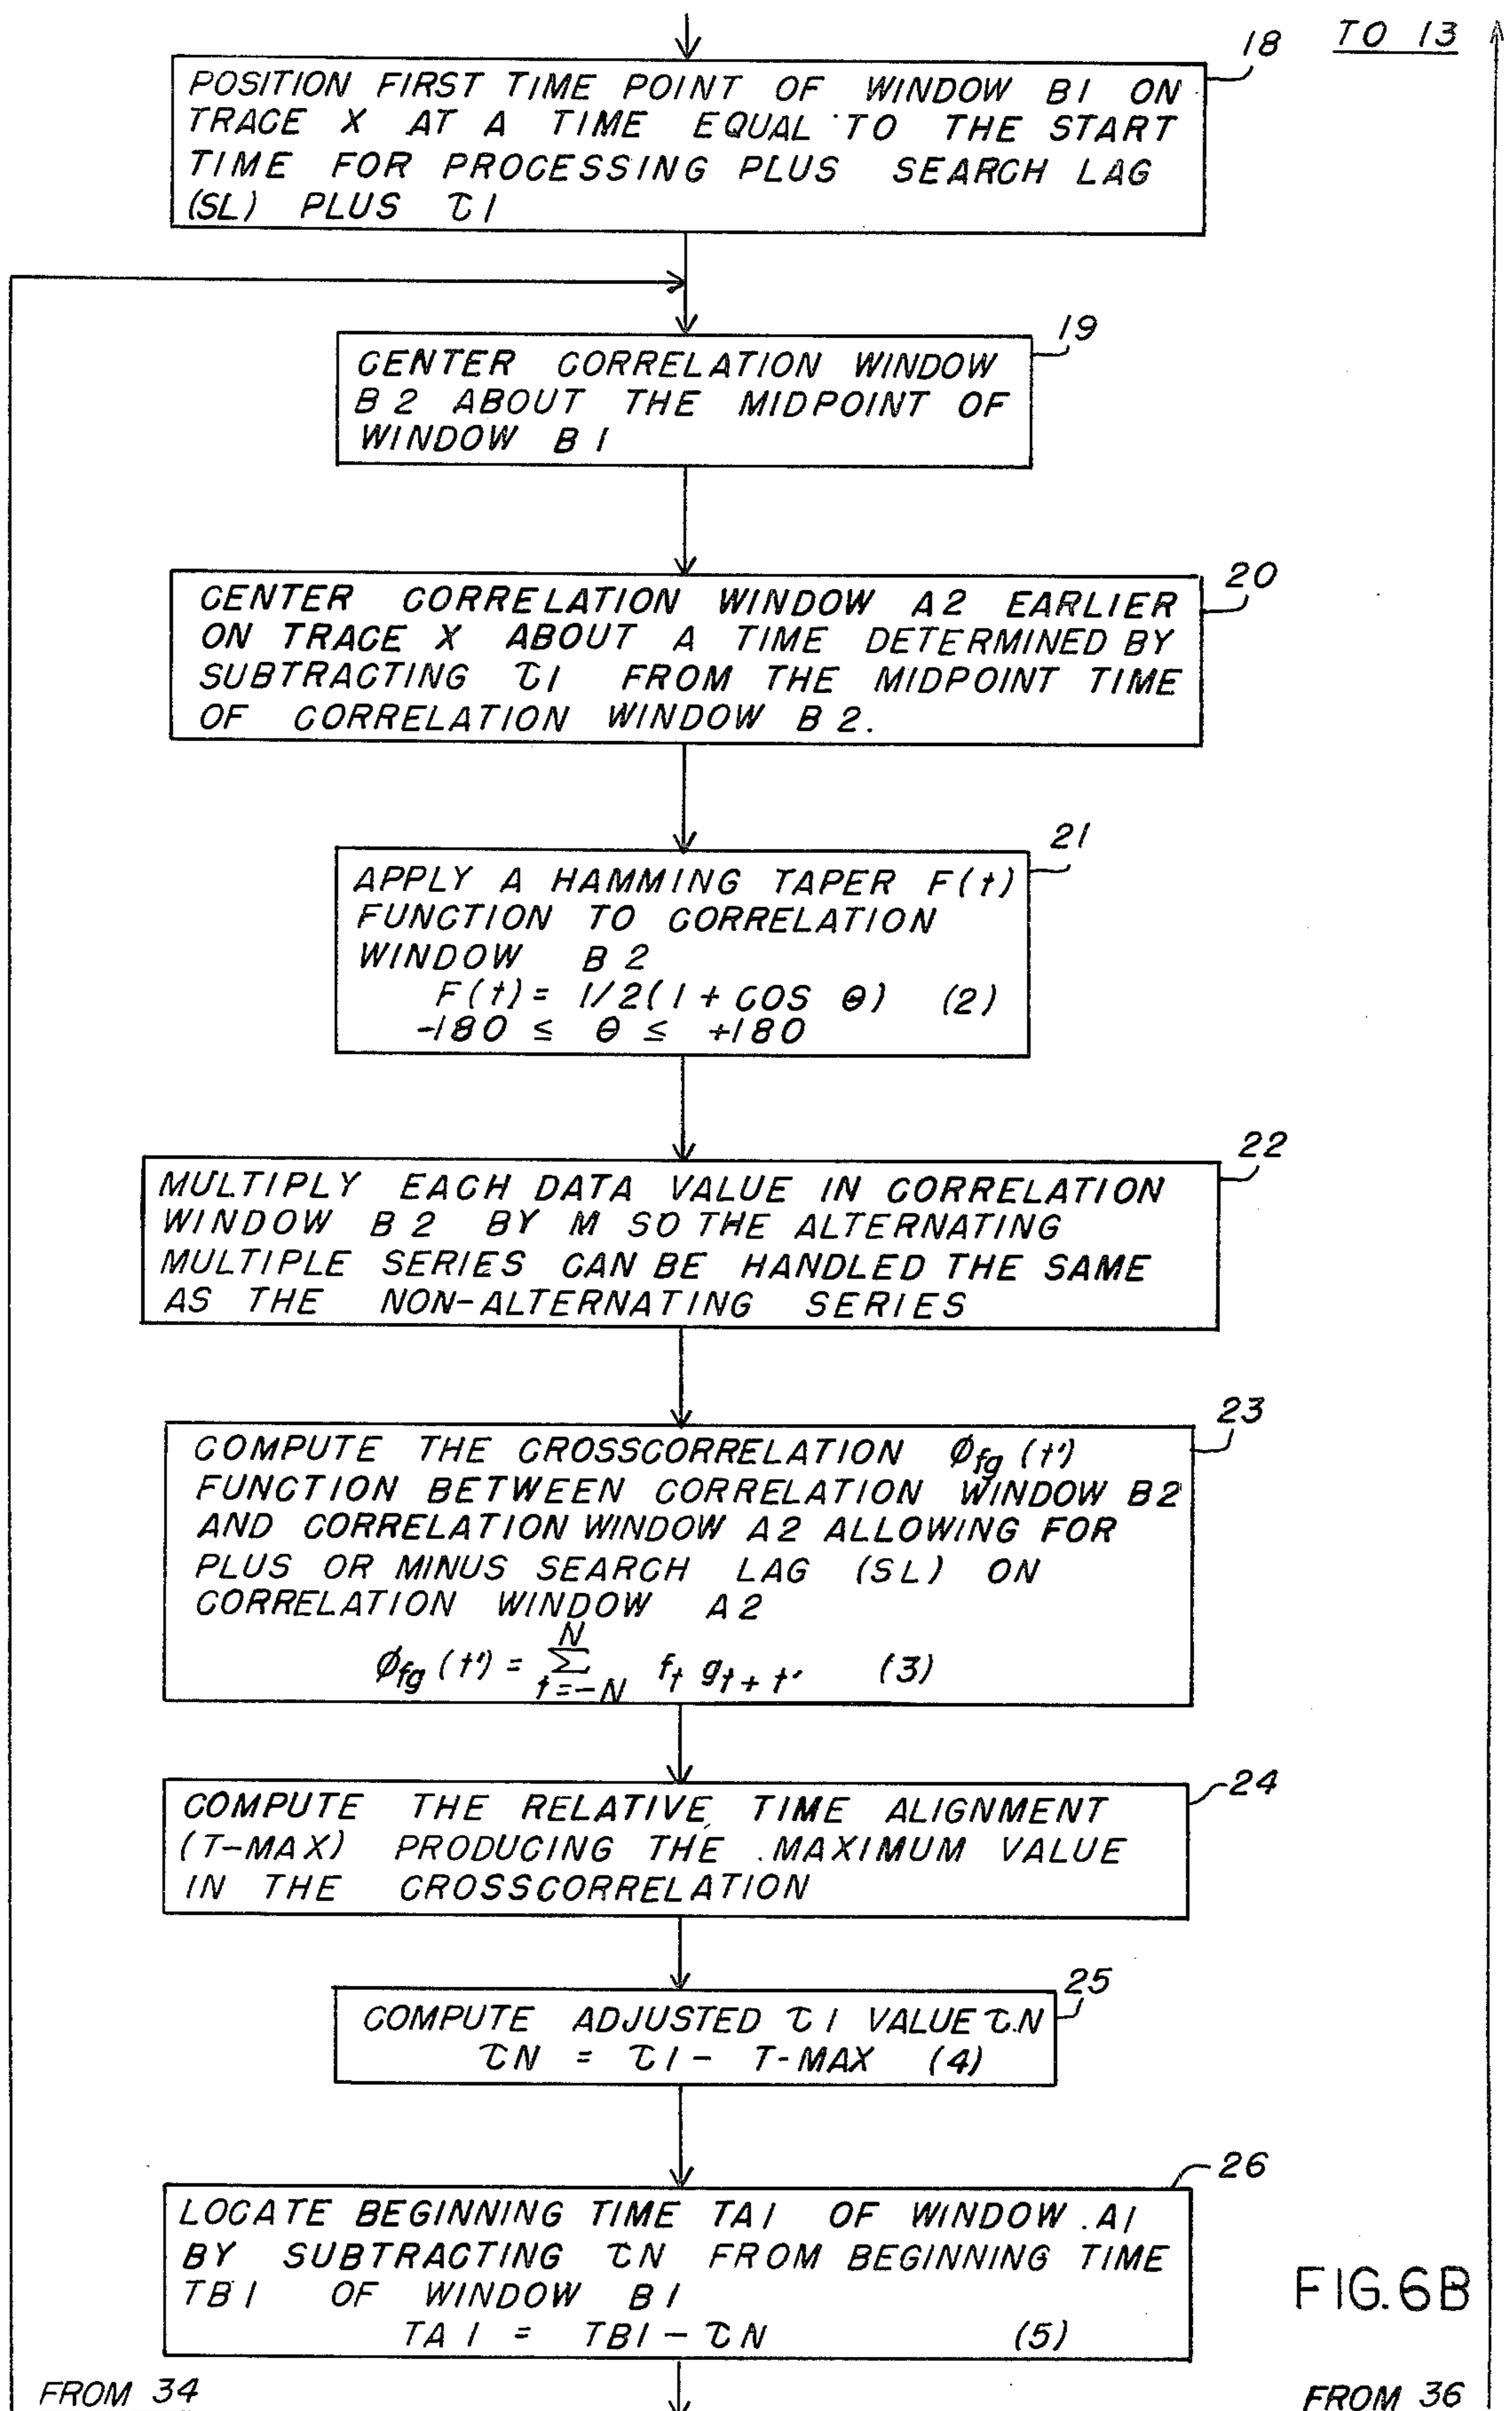 TO 13
18
POSITION FIRST TIME POINT OF WINDOW B1 ON
TRACE X AT A TIME EQUAL TO THE START
TIME FOR PROCESSING PLUS SEARCH LAG
(SL) PLUS τ1
19
CENTER CORRELATION WINDOW
B2 ABOUT THE MIDPOINT OF
WINDOW B1
20
CENTER CORRELATION WINDOW A2 EARLIER
ON TRACE X ABOUT A TIME DETERMINED BY
SUBTRACTING τ1 FROM THE MIDPOINT TIME
OF CORRELATION WINDOW B2.
21
APPLY A HAMMING TAPER F(t)
FUNCTION TO CORRELATION
WINDOW B2
F(t) = 1/2(1 + COS θ) (2)
-180 ≤ θ ≤ +180
22
MULTIPLY EACH DATA VALUE IN CORRELATION
WINDOW B2 BY M SO THE ALTERNATING
MULTIPLE SERIES CAN BE HANDLED THE SAME
AS THE NON-ALTERNATING SERIES
23
COMPUTE THE CROSSCORRELATION ϕfg (t')
FUNCTION BETWEEN CORRELATION WINDOW B2
AND CORRELATION WINDOW A2 ALLOWING FOR
PLUS OR MINUS SEARCH LAG (SL) ON
CORRELATION WINDOW A2
N
ϕfg (t') = Σ ft gt + t' (3)
t=-N
24
COMPUTE THE RELATIVE TIME ALIGNMENT
(T-MAX) PRODUCING THE MAXIMUM VALUE
IN THE CROSSCORRELATION
25
COMPUTE ADJUSTED τ1 VALUE τN
τN = τ1 - T-MAX (4)
26
LOCATE BEGINNING TIME TA1 OF WINDOW A1
BY SUBTRACTING τN FROM BEGINNING TIME
TB1 OF WINDOW B1
TA1 = TB1 - τN (5)
FIG. 6B
FROM 34
FROM 36